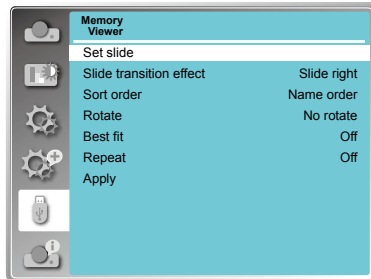 Memory
Viewer
Set slide
Slide transition effect Slide right
Sort order Name order
Rotate No rotate
Best fit Off
Repeat Off
Apply